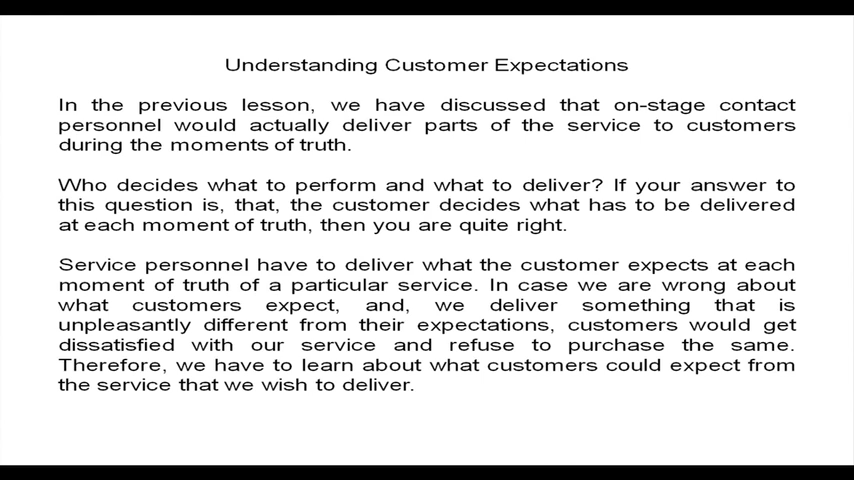 Understanding Customer Expectations
In the previous lesson, we have discussed that on-stage contact
personnel would actually deliver parts of the service to customers
during the moments of truth.
Who decides what to perform and what to deliver? If your answer to
this question is, that, the customer decides what has to be delivered
at each moment of truth, then you are quite right.
Service personnel have to deliver what the customer expects at each
moment of truth of a particular service. In case we are wrong about
what customers expect, and, we deliver something that is
unpleasantly different from their expectations, customers would get
dissatisfied with our service and refuse to purchase the same.
Therefore, we have to learn about what customers could expect from
the service that we wish to deliver.